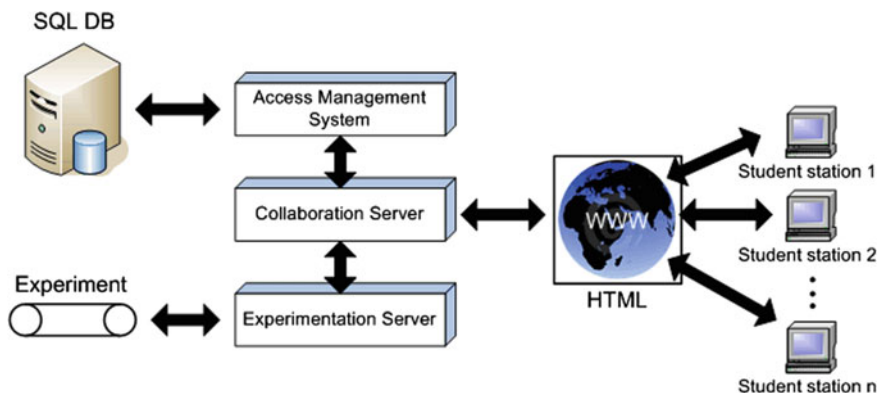 SQL DB
Access Management
System
Collaboration Server
Experiment
Experimentation Server
WWW
HTML
Student station 1
Student station 2
Student station n